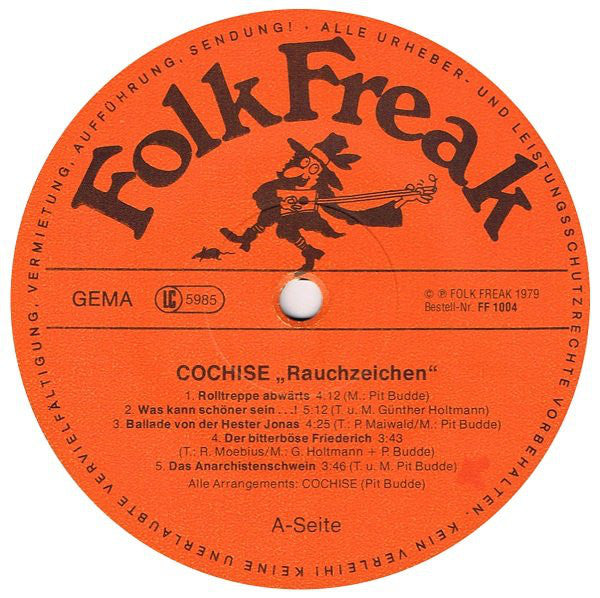 KEINE UNERLAUBTE VERVIELFÄLTIGUNG, VERMIETUNG, AUFFÜHRUNG, SENDUNG! · ALLE URHEBER- UND LEISTUNGSSCHUTZRECHTE VORBEHALTEN. KEIN VERLEIH!
FolkFreak
GEMA
LC 5985
© ℗ FOLK FREAK 1979
Bestell-Nr. FF 1004
COCHISE „Rauchzeichen“
1. Rolltreppe abwärts 4.12 (M.: Pit Budde)
2. Was kann schöner sein . . .! 5:12 (T. u. M. Günther Holtmann)
3. Ballade von der Hester Jonas 4:25 (T.: P. Maiwald/M.: Pit Budde)
4. Der bitterböse Friederich 3:43
(T.: R. Moebius/M.: G. Holtmann + P. Budde)
5. Das Anarchistenschwein 3:46 (T. u. M. Pit Budde)
Alle Arrangements: COCHISE (Pit Budde)
A-Seite